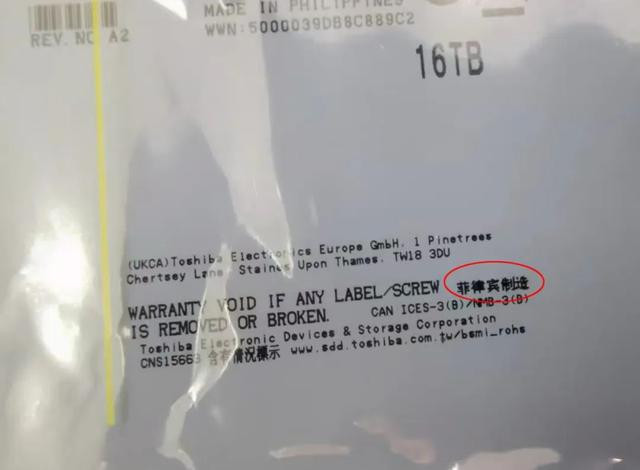 MADE IN PHILIPPINES
REV.NO A2
WWN:5000039DB8C889C2
16TB
(UKCA)Toshiba Electronics Europe GmbH. 1 Pinetrees
Chertsey Lane Staines Upon Thames. TW18 3DU
WARRANTY VOID IF ANY LABEL/SCREW 菲律宾制造
IS REMOVED OR BROKEN. CAN ICES-3(B)/NMB-3(B)
Toshiba Electronic Devices & Storage Corporation
CNS15663 含有情況標示 www.sdd.toshiba.com.tw/bsmi_rohs